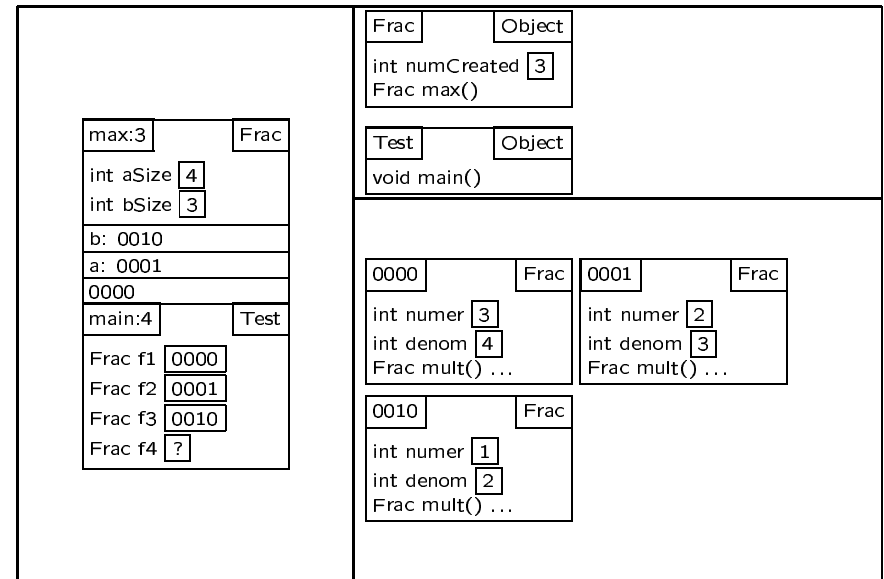 max:3 Frac
int aSize 4
int bSize 3
b: 0010
a: 0001
0000
main:4 Test
Frac f1 0000
Frac f2 0001
Frac f3 0010
Frac f4 ?
Frac Object
int numCreated 3
Frac max()
Test Object
void main()
0000 Frac
int numer 3
int denom 4
Frac mult() ...
0001 Frac
int numer 2
int denom 3
Frac mult() ...
0010 Frac
int numer 1
int denom 2
Frac mult() ...